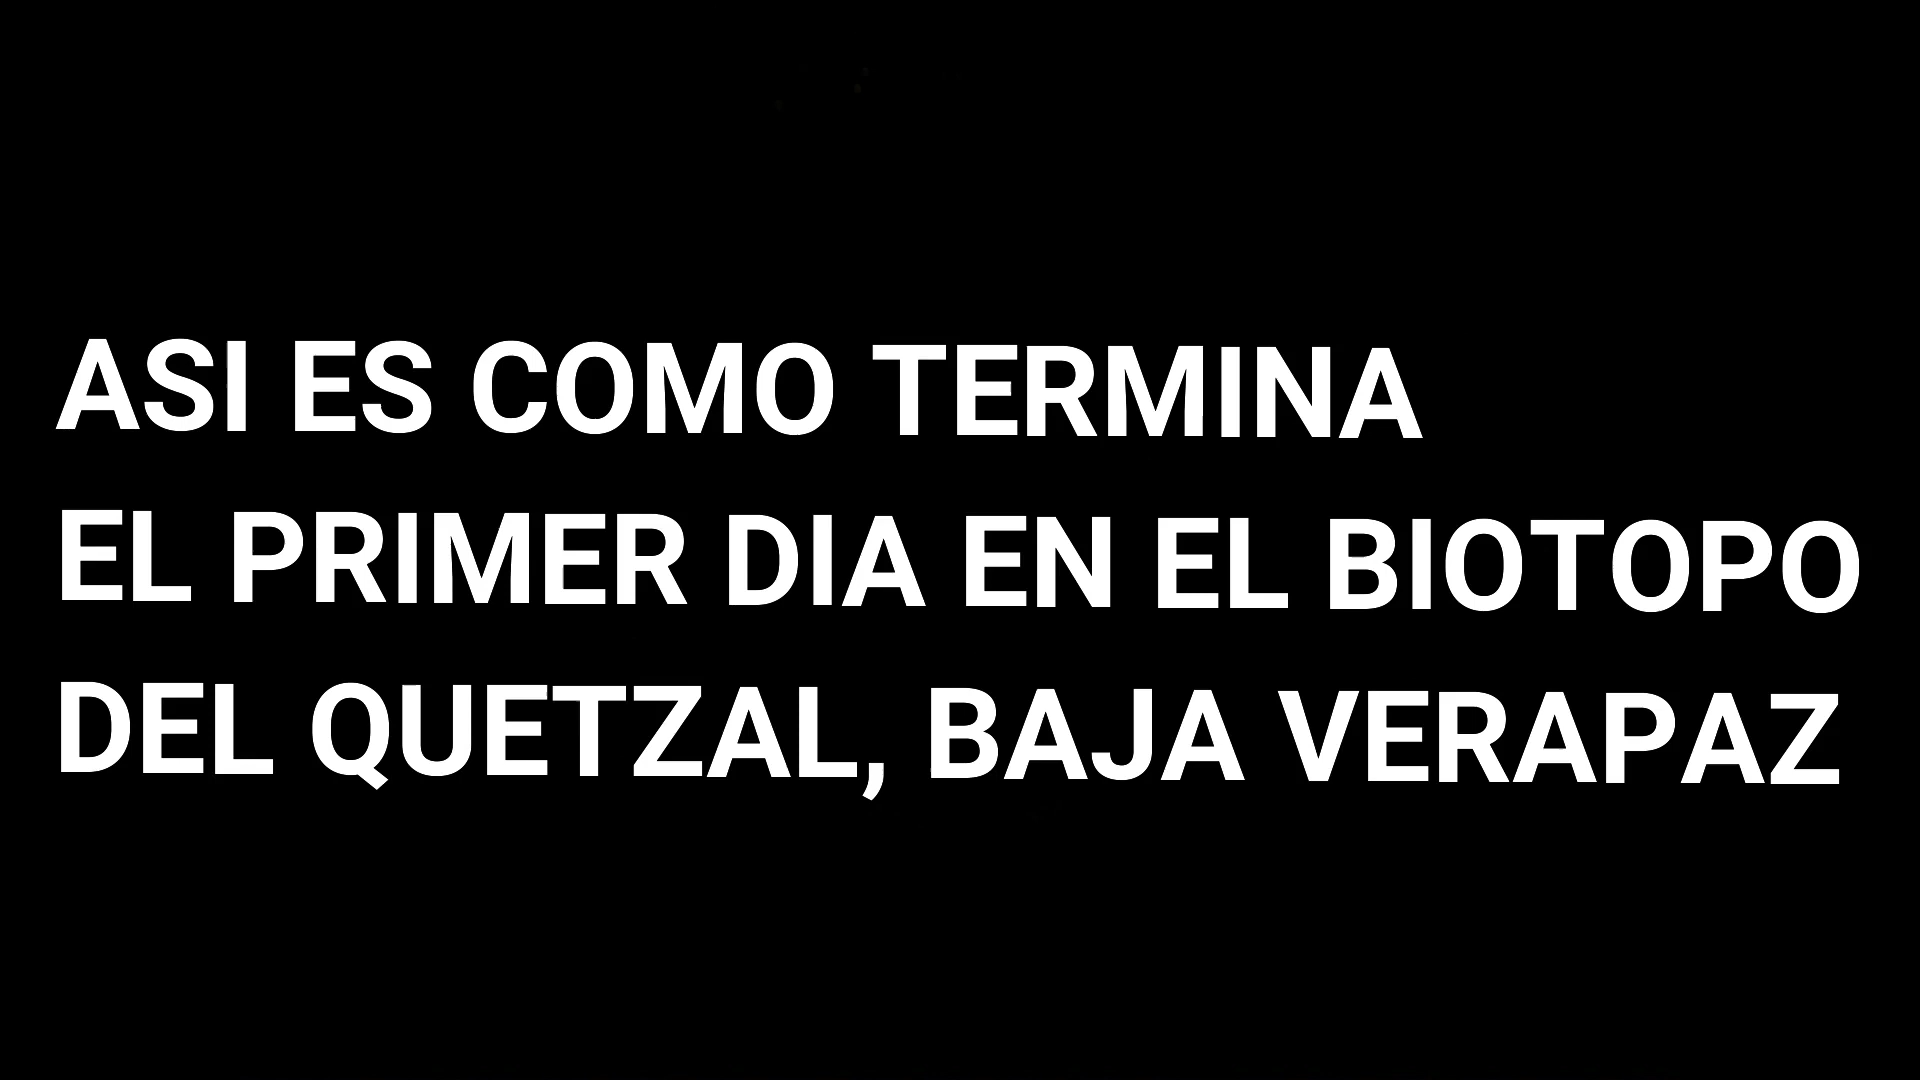 ASI ES COMO TERMINA
EL PRIMER DIA EN EL BIOTOPO
DEL QUETZAL, BAJA VERAPAZ